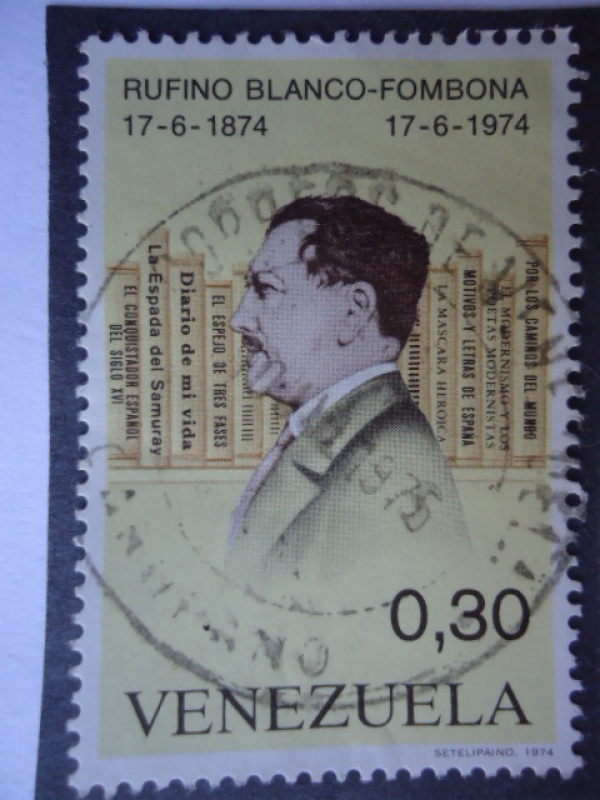 RUFINO BLANCO-FOMBONA
17-6-1874 17-6-1974
EL CONQUISTADOR ESPAÑOL
DEL SIGLO XVI
La Espada del Samuray
Diario de mi vida
EL ESPEJO DE TRES FASES
LA MASCARA HEROICA
MOTIVOS Y LETRAS DE ESPAÑA
EL MODERNISMO Y LOS
POETAS MODERNISTAS
POR LOS CAMINOS DEL MUNDO
1975
0,30
VENEZUELA
SETELIPAINO, 1974